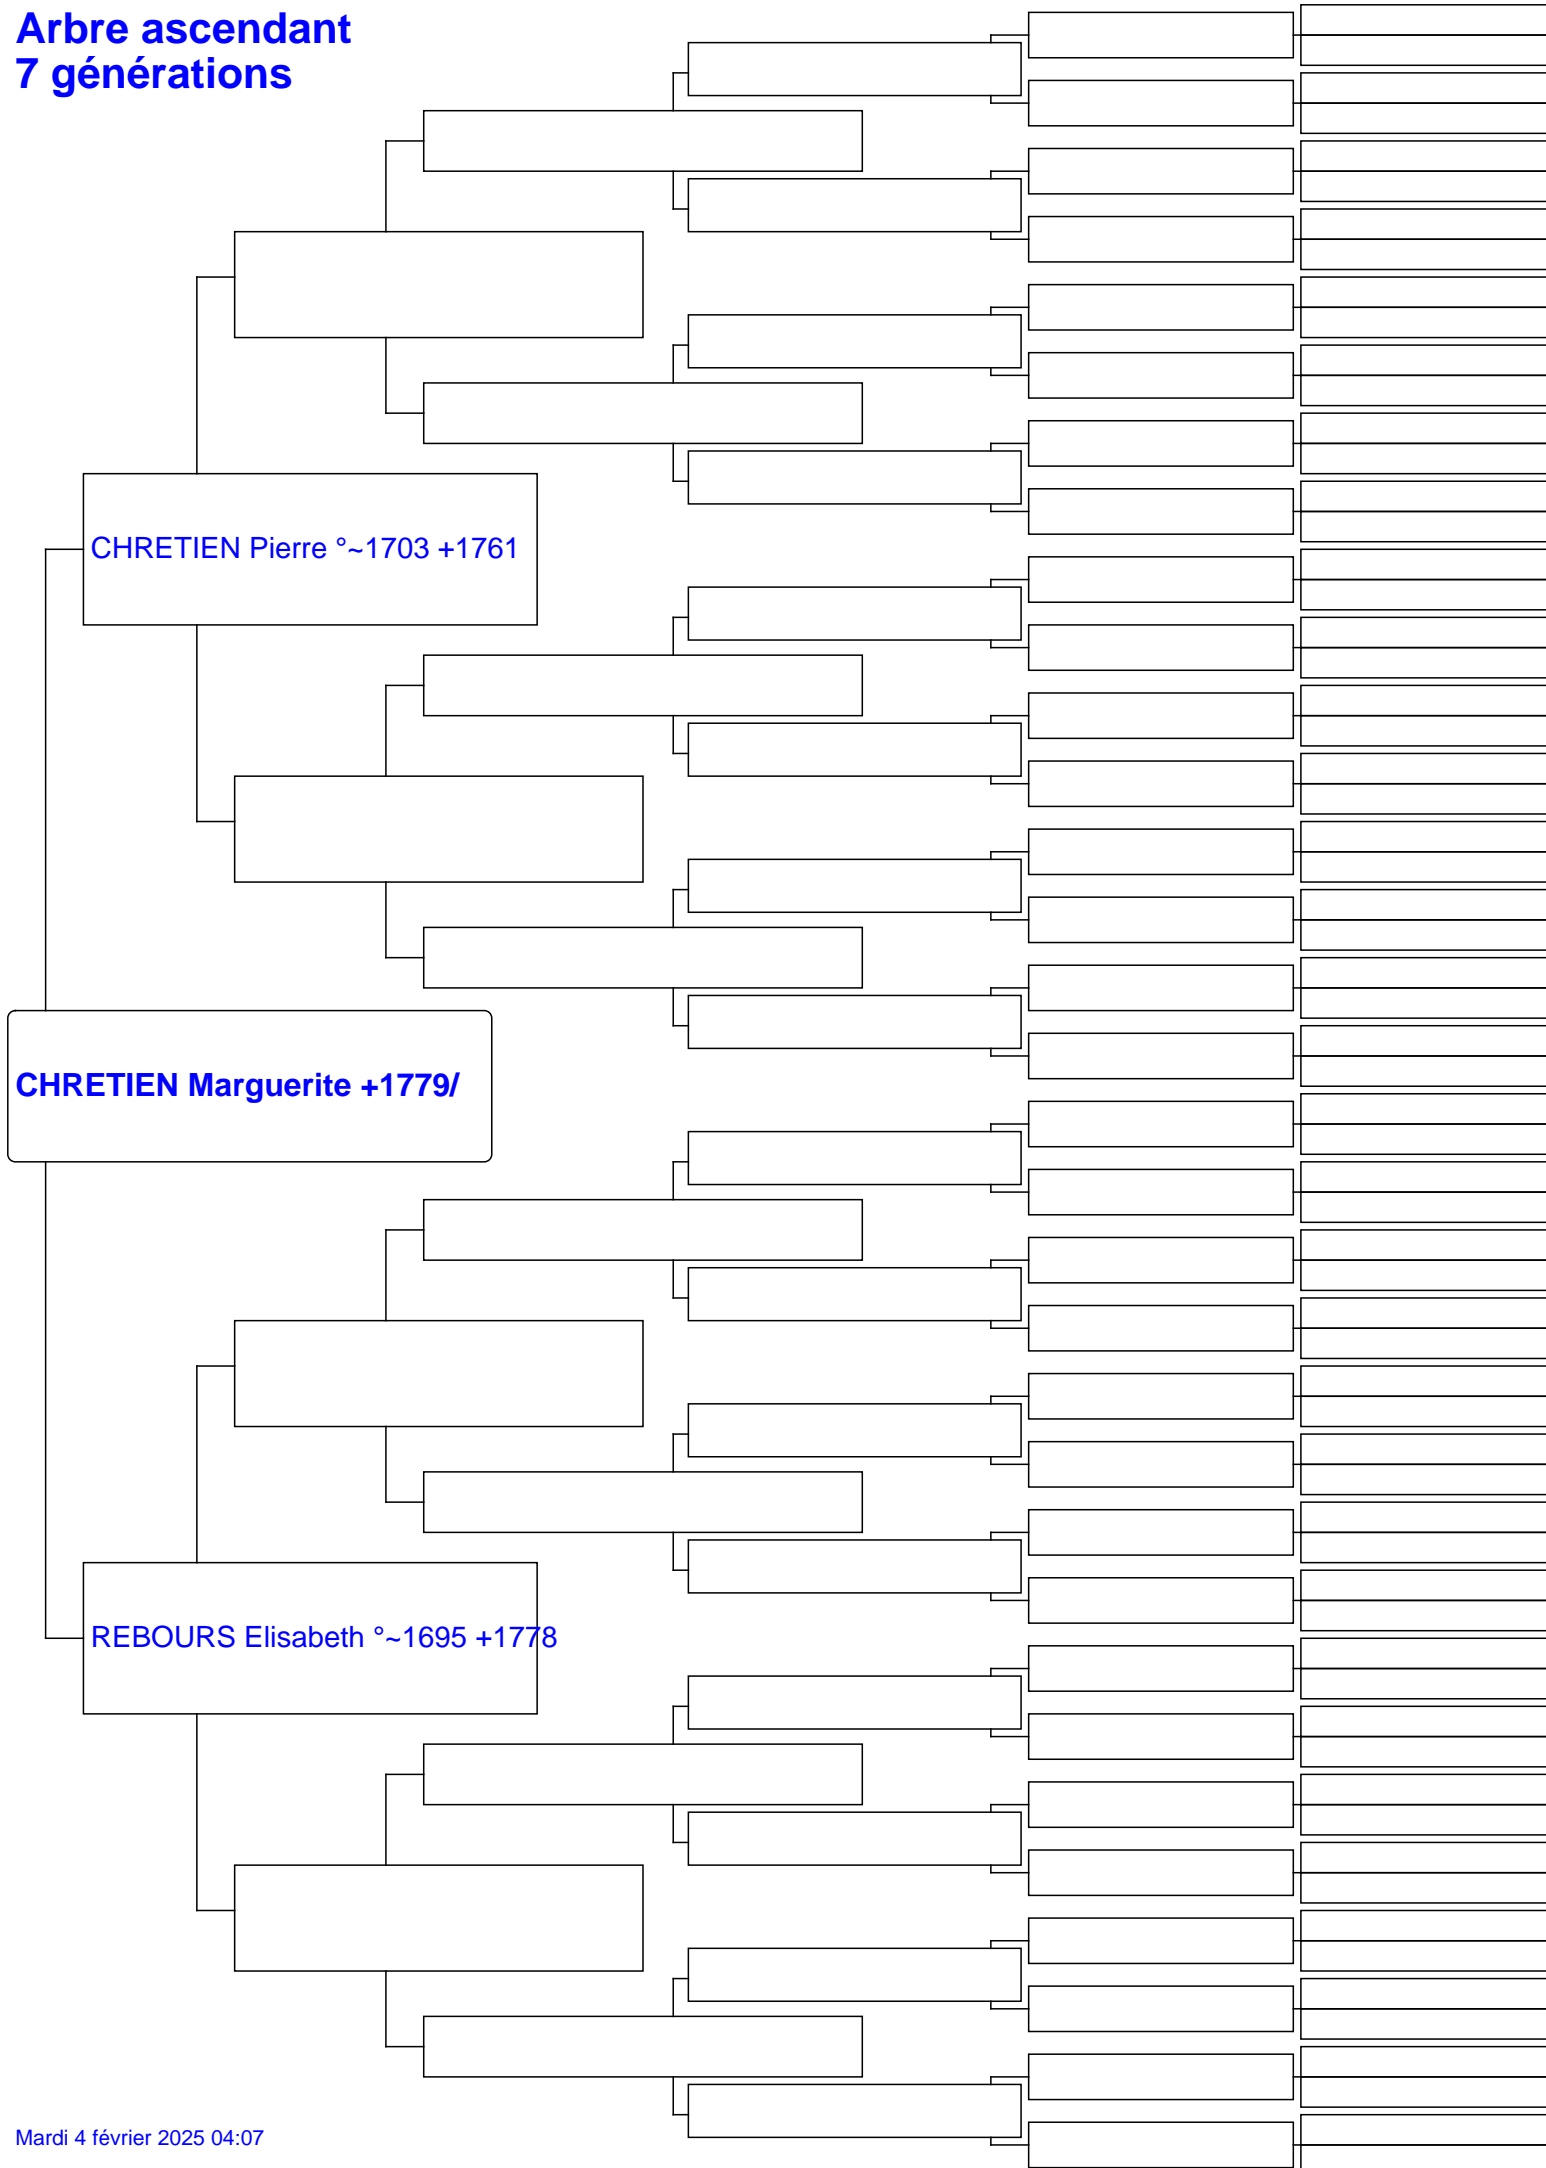 Arbre ascendant
7 générations
CHRETIEN Pierre °~1703 +1761
CHRETIEN Marguerite +1779/
REBOURS Elisabeth °~1695 +1778
Mardi 4 février 2025 04:07